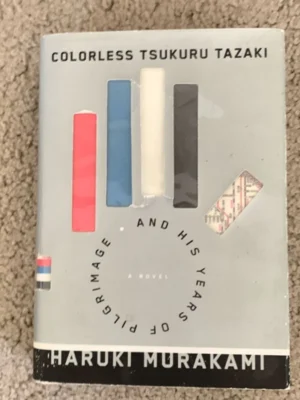 COLORLESS TSUKURU TAZAKI
AND HIS YEARS OF PILGRIMAGE
A NOVEL
HARUKI MURAKAMI